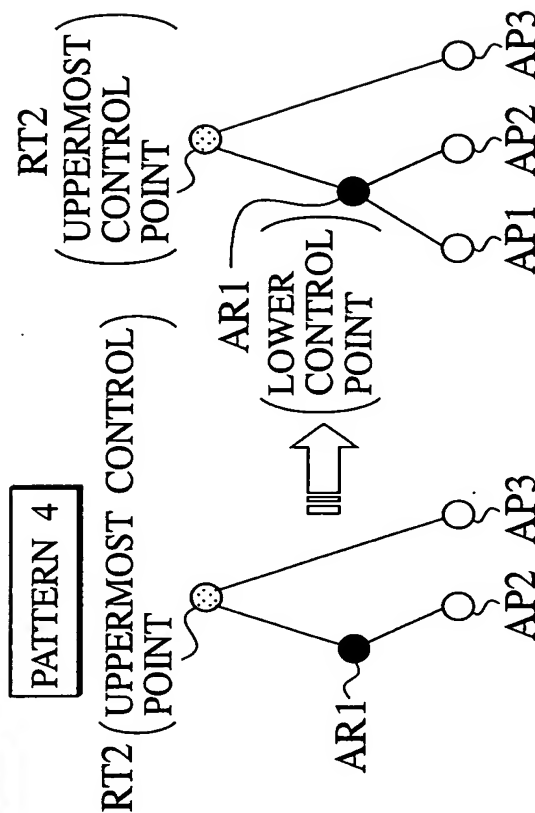 PATTERN 4
RT2 (UPPERMOST CONTROL
POINT)
AR1
AP2
AP3
RT2
(UPPERMOST
CONTROL
POINT)
AR1
(LOWER
CONTROL
POINT)
AP1
AP2
AP3